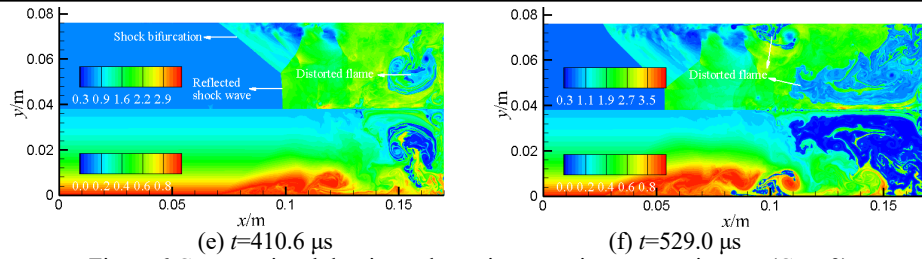 0.08
0.06
0.04
0.02
0
y/m
Shock bifurcation
Reflected
shock wave
Distorted flame
0.3 0.9 1.6 2.2 2.9
0.0 0.2 0.4 0.6 0.8
0 0.05 0.1 0.15
x/m
(e) t=410.6 μs
0.08
0.06
0.04
0.02
0
y/m
Distorted flame
0.3 1.1 1.9 2.7 3.5
0.0 0.2 0.4 0.6 0.8
0 0.05 0.1 0.15
x/m
(f) t=529.0 μs